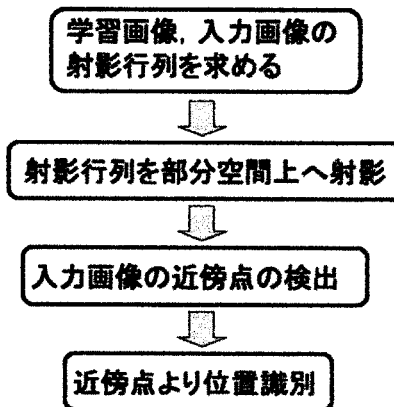 学習画像, 入力画像の
射影行列を求める
射影行列を部分空間上へ射影
入力画像の近傍点の検出
近傍点より位置識別